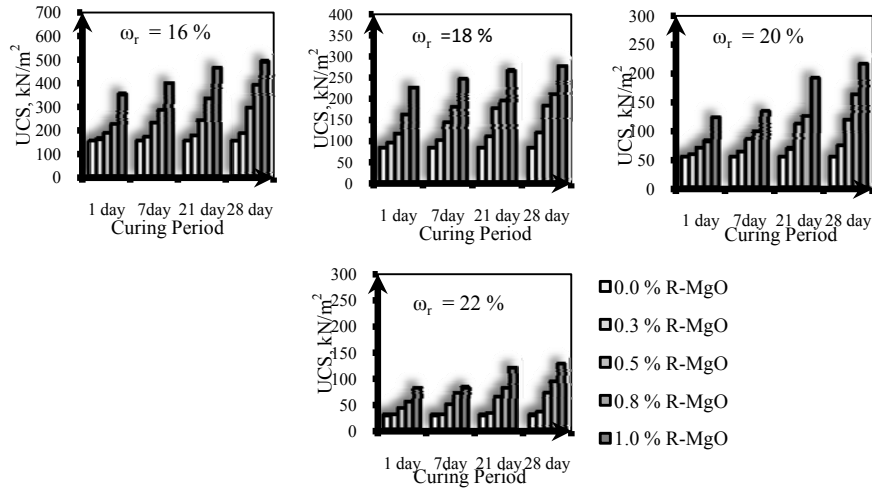 700
600
500
400
300
200
100
0
UCS, kN/m²
ωr = 16 %
1 day 7day 21 day 28 day
Curing Period
400
350
300
250
200
150
100
50
0
UCS, kN/m²
ωr =18 %
1 day 7day 21 day 28 day
Curing Period
300
250
200
150
100
50
0
UCS, kN/m²
ωr = 20 %
1 day 7day 21 day 28 day
Curing Period
300
250
200
150
100
50
0
UCS, kN/m²
ωr = 22 %
1 day 7day 21 day 28 day
Curing Period
0.0 % R-MgO
0.3 % R-MgO
0.5 % R-MgO
0.8 % R-MgO
1.0 % R-MgO